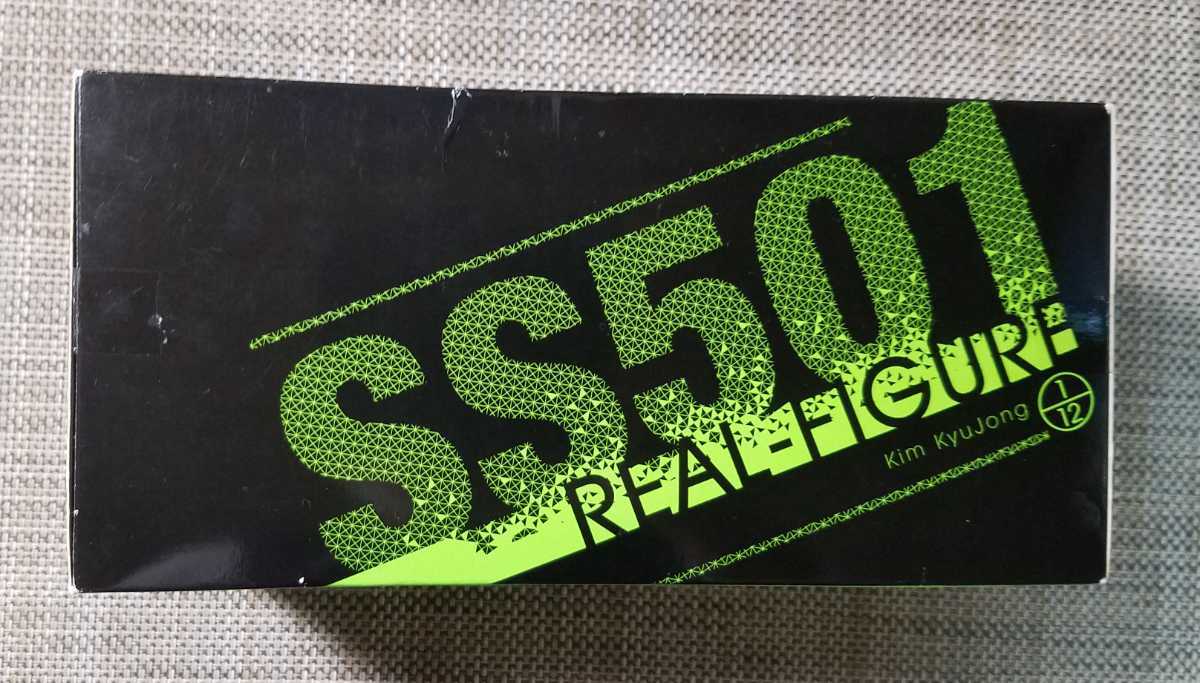 SS501
REAL-FIGURE
Kim KyuJong 1/12